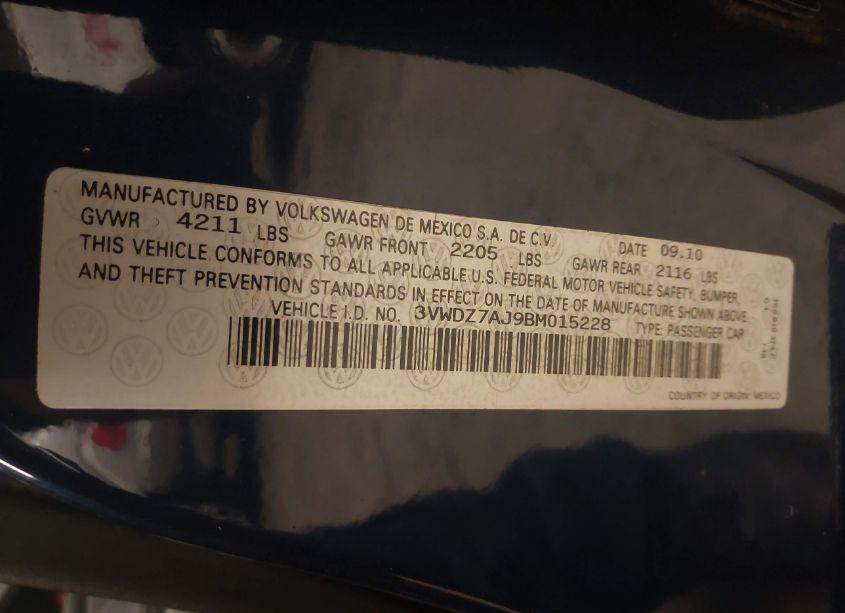 MANUFACTURED BY VOLKSWAGEN DE MEXICO S.A. DE C.V. DATE 09.10
GVWR 4211 LBS GAWR FRONT 2205 LBS GAWR REAR 2116 LBS
THIS VEHICLE CONFORMS TO ALL APPLICABLE U.S. FEDERAL MOTOR VEHICLE SAFETY, BUMPER,
AND THEFT PREVENTION STANDARDS IN EFFECT ON THE DATE OF MANUFACTURE SHOWN ABOVE.
VEHICLE I.D. NO. 3VWDZ7AJ9BM015228 TYPE: PASSENGER CAR
COUNTRY OF ORIGIN: MEXICO